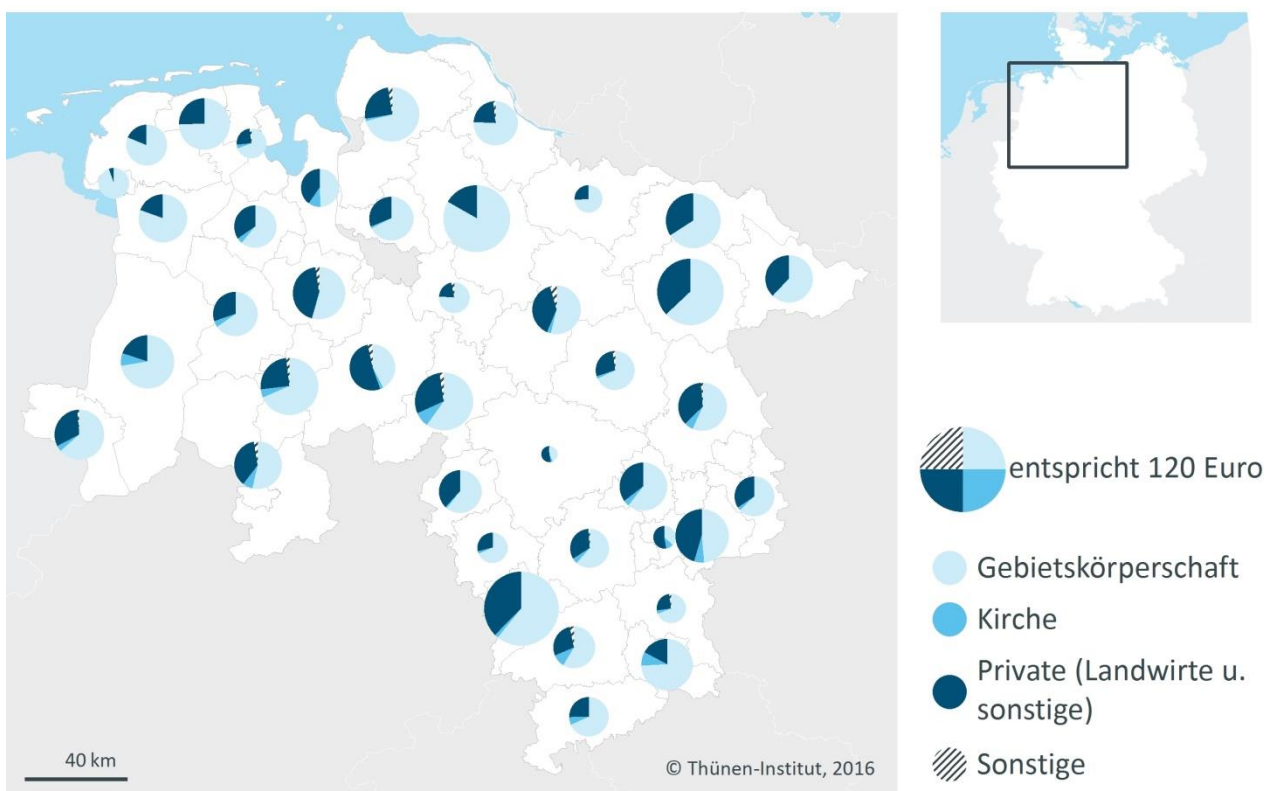 40 km
© Thünen-Institut, 2016
entspricht 120 Euro
Gebietskörperschaft
Kirche
Private (Landwirte u.
sonstige)
Sonstige